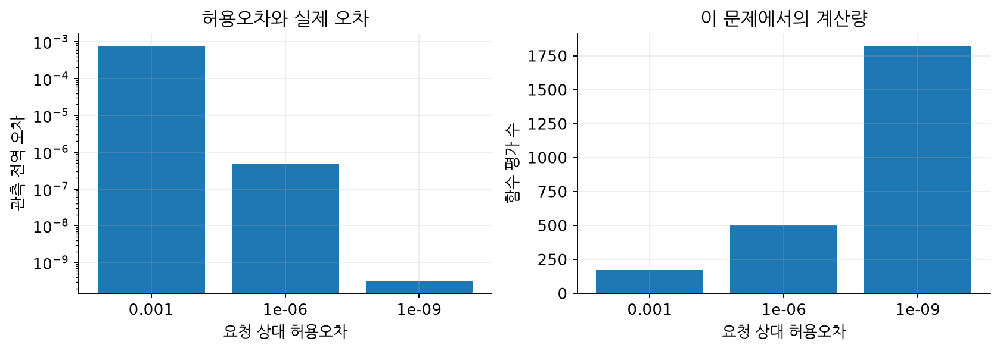 허용오차와 실제 오차
관측 전역 오차
10⁻³
10⁻⁴
10⁻⁵
10⁻⁶
10⁻⁷
10⁻⁸
10⁻⁹
0.001 1e-06 1e-09
요청 상대 허용오차
이 문제에서의 계산량
함수 평가 수
1750
1500
1250
1000
750
500
250
0
0.001 1e-06 1e-09
요청 상대 허용오차